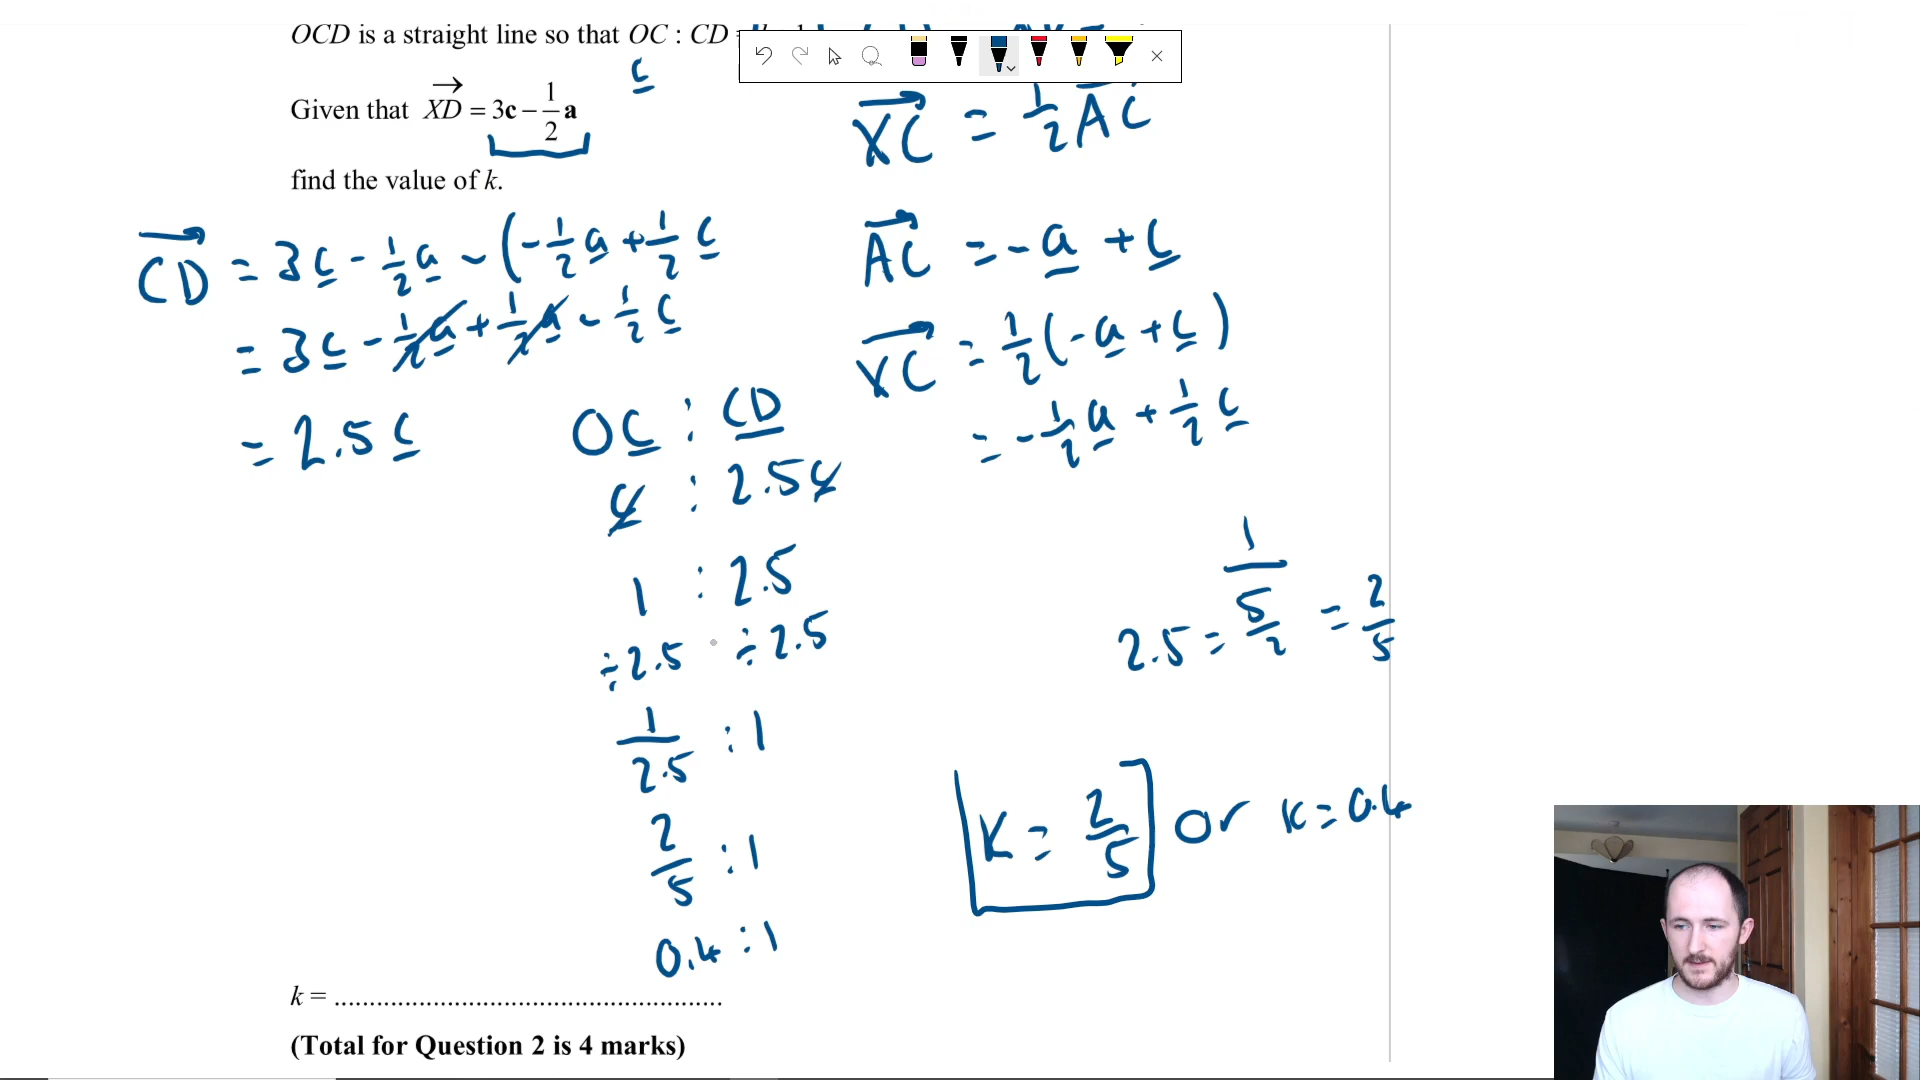 OCD is a straight line so that OC : CD
c
Given that XD = 3c − 1/2 a
find the value of k.
XC = 1/2 AC
CD = 3c - 1/2 a - (-1/2 a + 1/2 c
= 3c - 1/2 a + 1/2 a - 1/2 c
= 2.5 c
AC = -a + c
XC = 1/2 (-a + c)
= -1/2 a + 1/2 c
OC : CD
c : 2.5c
1 : 2.5
÷2.5 ÷2.5
1/2.5 : 1
2/5 : 1
0.4 : 1
2.5 = 5/2
1/(5/2) = 2/5
K = 2/5 or K = 0.4
k = ......................................................
(Total for Question 2 is 4 marks)